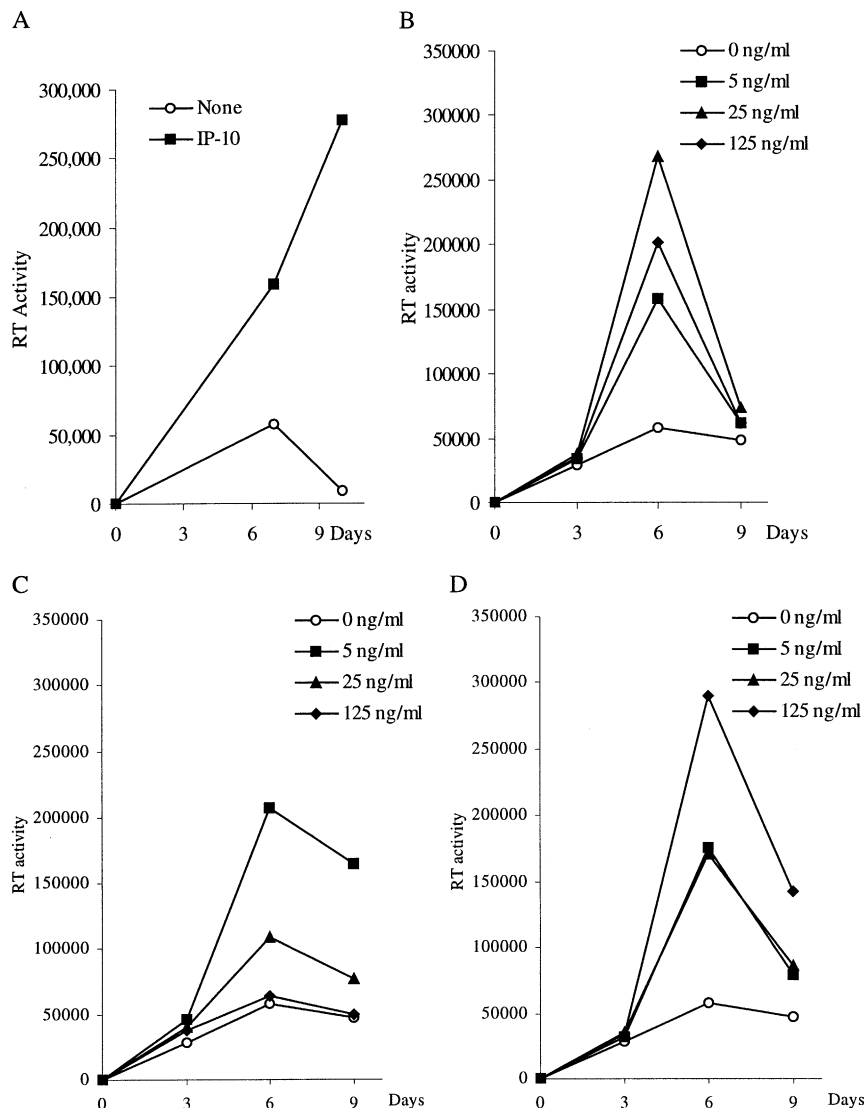 A
RT Activity
300,000
250,000
200,000
150,000
100,000
50,000
0
None
IP-10
0 3 6 9 Days
B
RT activity
350000
300000
250000
200000
150000
100000
50000
0
0 ng/ml
5 ng/ml
25 ng/ml
125 ng/ml
0 3 6 9 Days
C
RT activity
350000
300000
250000
200000
150000
100000
50000
0
0 ng/ml
5 ng/ml
25 ng/ml
125 ng/ml
0 3 6 9 Days
D
RT activity
350000
300000
250000
200000
150000
100000
50000
0
0 ng/ml
5 ng/ml
25 ng/ml
125 ng/ml
0 3 6 9 Days